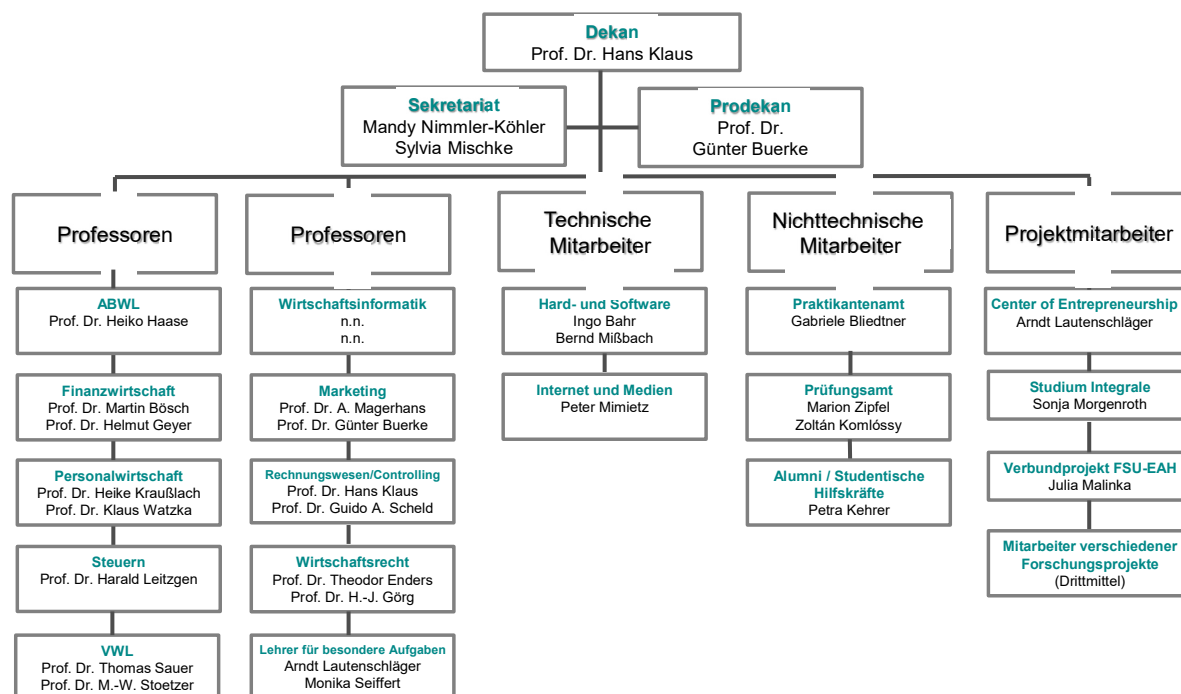 Dekan
Prof. Dr. Hans Klaus
Sekretariat
Mandy Nimmler-Köhler
Sylvia Mischke
Prodekan
Prof. Dr.
Günter Buerke
Professoren
Professoren
Technische
Mitarbeiter
Nichttechnische
Mitarbeiter
Projektmitarbeiter
ABWL
Prof. Dr. Heiko Haase
Finanzwirtschaft
Prof. Dr. Martin Bösch
Prof. Dr. Helmut Geyer
Personalwirtschaft
Prof. Dr. Heike Kraußlach
Prof. Dr. Klaus Watzka
Steuern
Prof. Dr. Harald Leitzgen
VWL
Prof. Dr. Thomas Sauer
Prof. Dr. M.-W. Stoetzer
Wirtschaftsinformatik
n.n.
n.n.
Marketing
Prof. Dr. A. Magerhans
Prof. Dr. Günter Buerke
Rechnungswesen/Controlling
Prof. Dr. Hans Klaus
Prof. Dr. Guido A. Scheld
Wirtschaftsrecht
Prof. Dr. Theodor Enders
Prof. Dr. H.-J. Görg
Lehrer für besondere Aufgaben
Arndt Lautenschläger
Monika Seiffert
Hard- und Software
Ingo Bahr
Bernd Mißbach
Internet und Medien
Peter Mimietz
Praktikantenamt
Gabriele Bliedtner
Prüfungsamt
Marion Zipfel
Zoltán Komlóssy
Alumni / Studentische
Hilfskräfte
Petra Kehrer
Center of Entrepreneurship
Arndt Lautenschläger
Studium Integrale
Sonja Morgenroth
Verbundprojekt FSU-EAH
Julia Malinka
Mitarbeiter verschiedener
Forschungsprojekte
(Drittmittel)